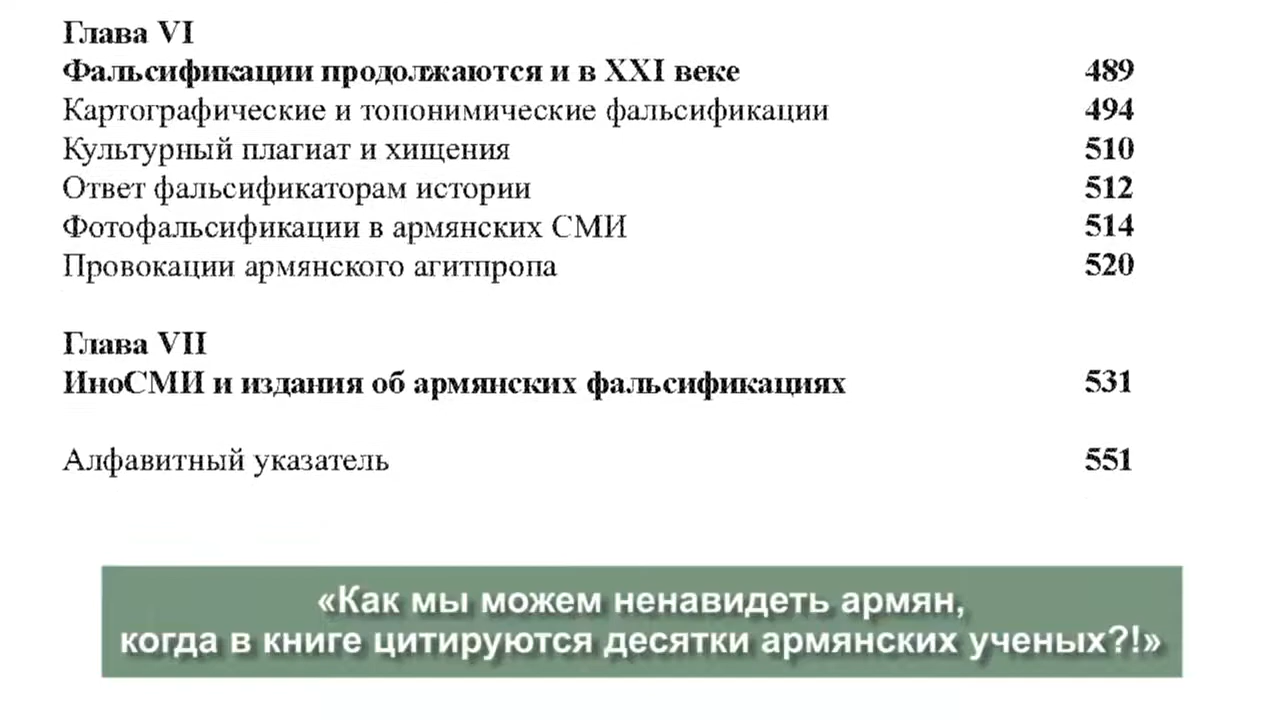 Глава VI
Фальсификации продолжаются и в XXI веке 489
Картографические и топонимические фальсификации 494
Культурный плагиат и хищения 510
Ответ фальсификаторам истории 512
Фотофальсификации в армянских СМИ 514
Провокации армянского агитпропа 520
Глава VII
ИноСМИ и издания об армянских фальсификациях 531
Алфавитный указатель 551
«Как мы можем ненавидеть армян,
когда в книге цитируются десятки армянских ученых?!»